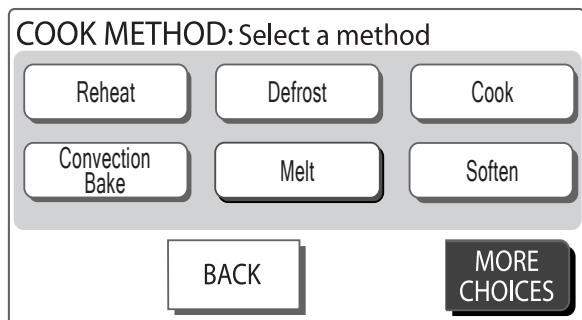 COOK METHOD: Select a method
Reheat
Defrost
Cook
Convection
Bake
Melt
Soften
BACK
MORE
CHOICES